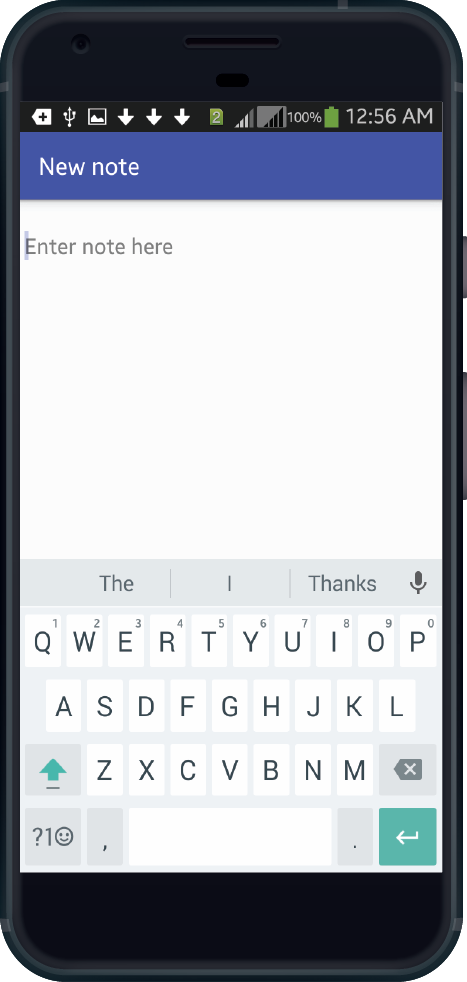 2 100% 12:56 AM
New note
Enter note here
The I Thanks
1 2 3 4 5 6 7 8 9 0
Q W E R T Y U I O P
A S D F G H J K L
Z X C V B N M
?1☺ , .